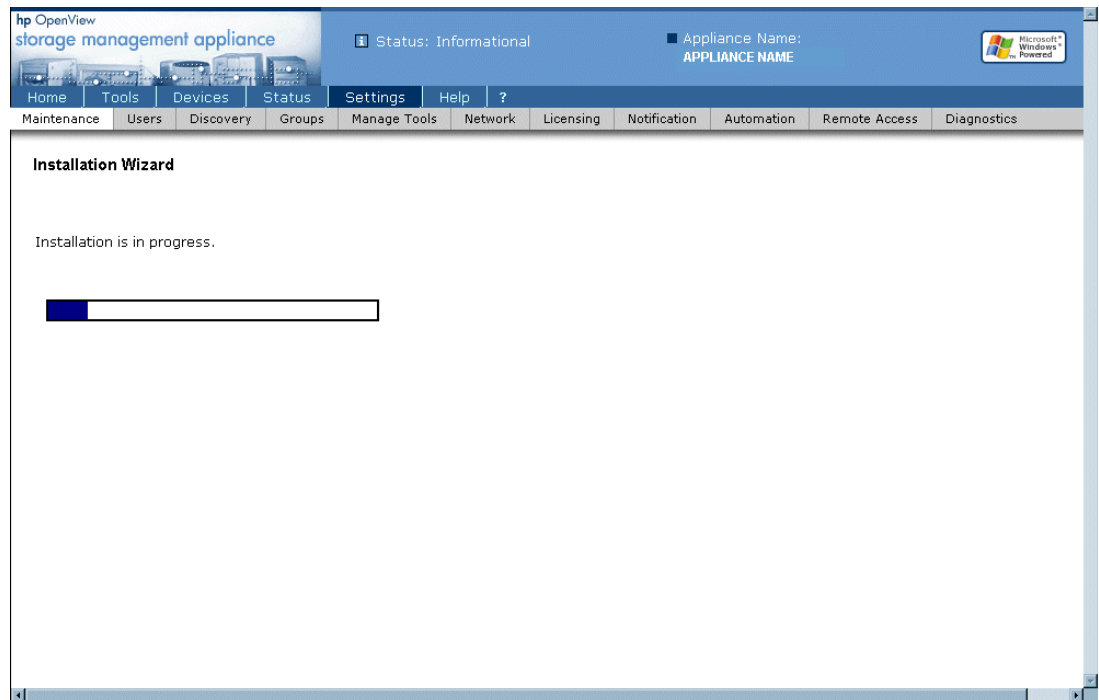 hp OpenView
storage management appliance
i Status: Informational
Appliance Name:
APPLIANCE NAME
Microsoft®
Windows®
Powered
TM
Home Tools Devices Status Settings Help ?
Maintenance Users Discovery Groups Manage Tools Network Licensing Notification Automation Remote Access Diagnostics
Installation Wizard
Installation is in progress.